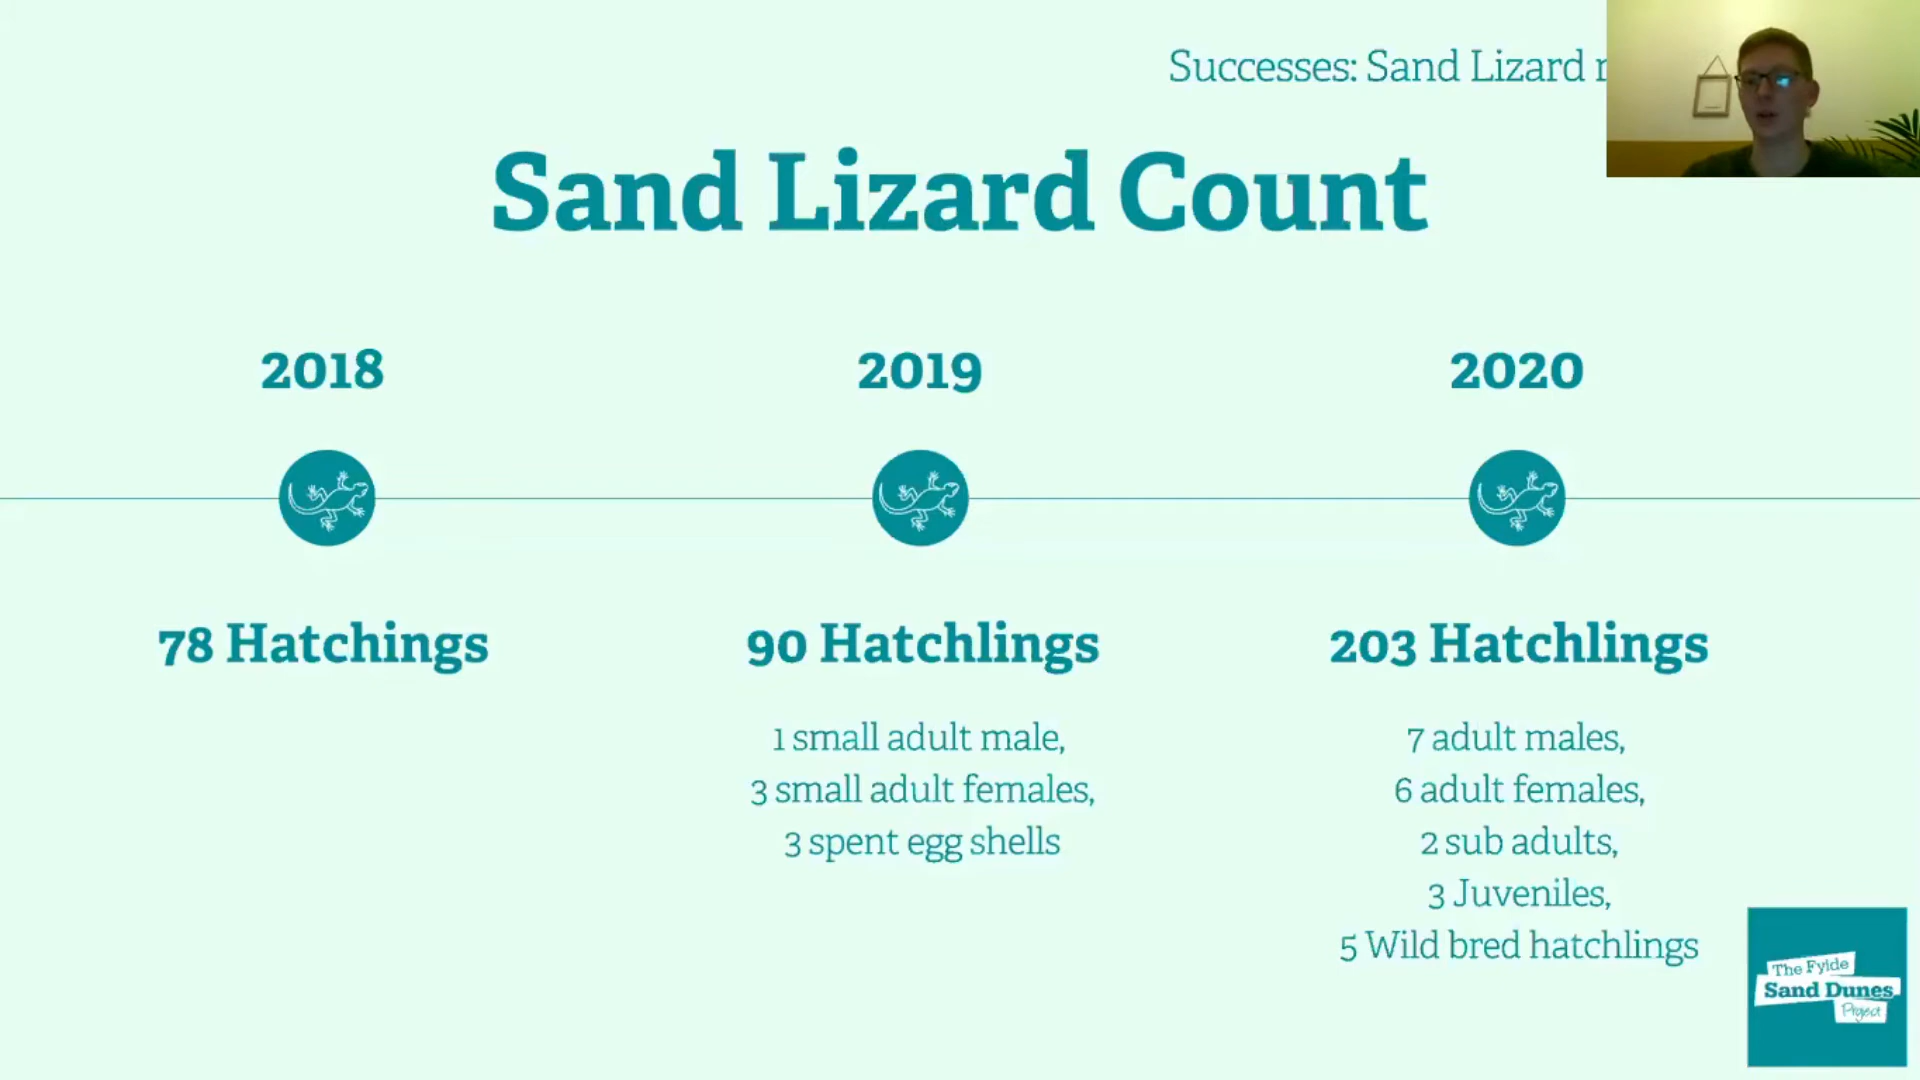 Successes: Sand Lizard
Sand Lizard Count
2018
2019
2020
78 Hatchings
90 Hatchlings
203 Hatchlings
1 small adult male,
3 small adult females,
3 spent egg shells
7 adult males,
6 adult females,
2 sub adults,
3 Juveniles,
5 Wild bred hatchlings
The Fylde
Sand Dunes
Project